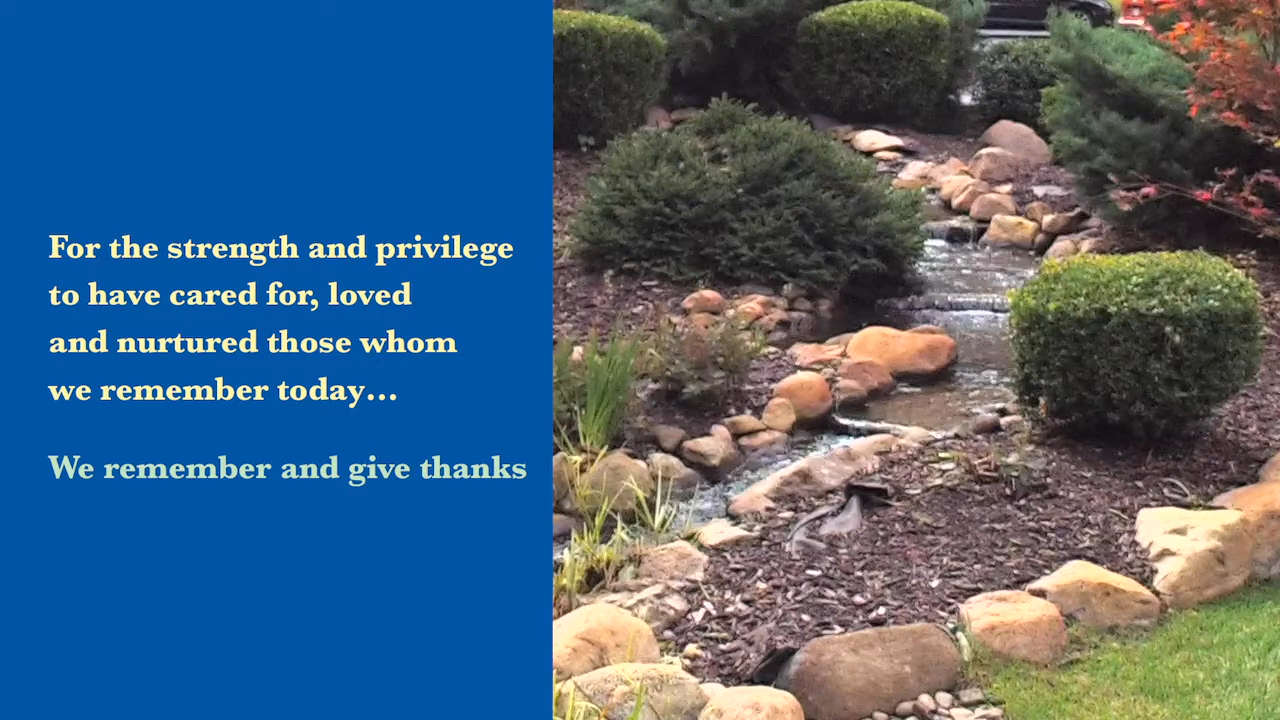 For the strength and privilege
to have cared for, loved
and nurtured those whom
we remember today...
We remember and give thanks